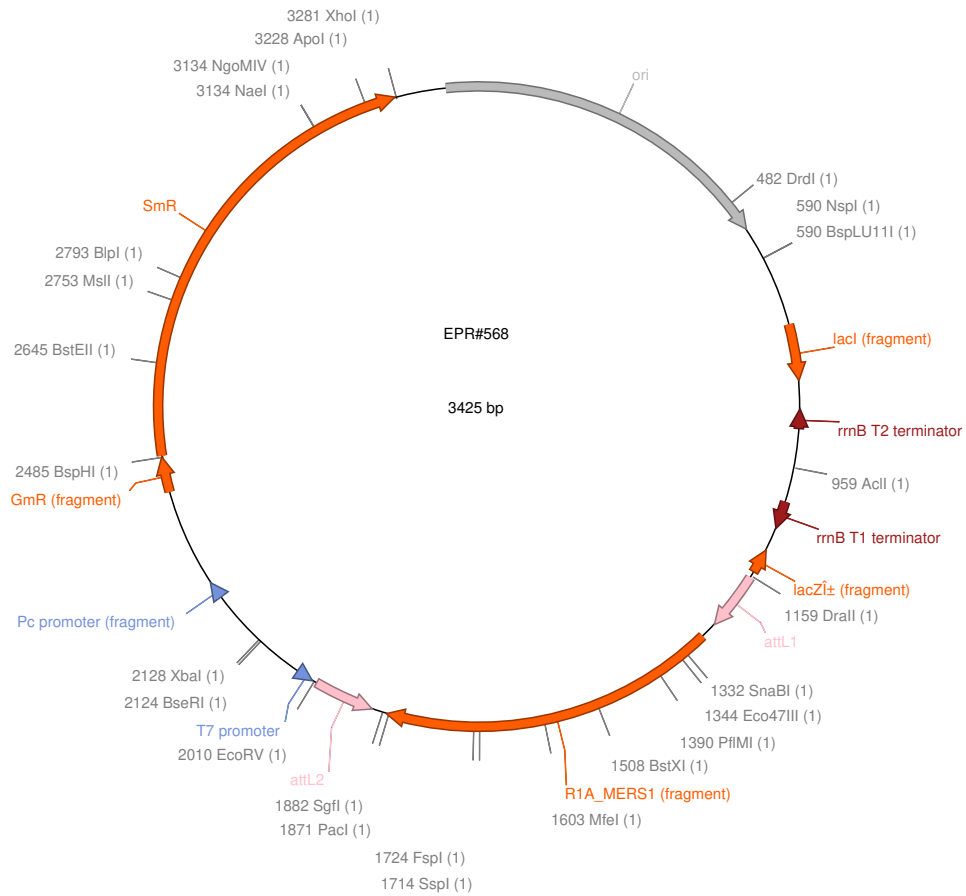 3281 XhoI (1)
3228 ApoI (1)
3134 NgoMIV (1)
3134 NaeI (1)
ori
482 DrdI (1)
590 NspI (1)
590 BspLU11I (1)
SmR
2793 BlpI (1)
2753 MslI (1)
2645 BstEII (1)
EPR#568
3425 bp
lacI (fragment)
rrnB T2 terminator
959 AclI (1)
2485 BspHI (1)
GmR (fragment)
rrnB T1 terminator
lacZÎ± (fragment)
1159 DraII (1)
attL1
Pc promoter (fragment)
2128 XbaI (1)
2124 BseRI (1)
T7 promoter
2010 EcoRV (1)
attL2
1882 SgfI (1)
1871 PacI (1)
1724 FspI (1)
1714 SspI (1)
1332 SnaBI (1)
1344 Eco47III (1)
1390 PflMI (1)
1508 BstXI (1)
R1A_MERS1 (fragment)
1603 MfeI (1)